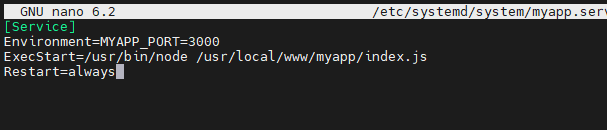 GNU nano 6.2 /etc/systemd/system/myapp.serv
[Service]
Environment=MYAPP_PORT=3000
ExecStart=/usr/bin/node /usr/local/www/myapp/index.js
Restart=always